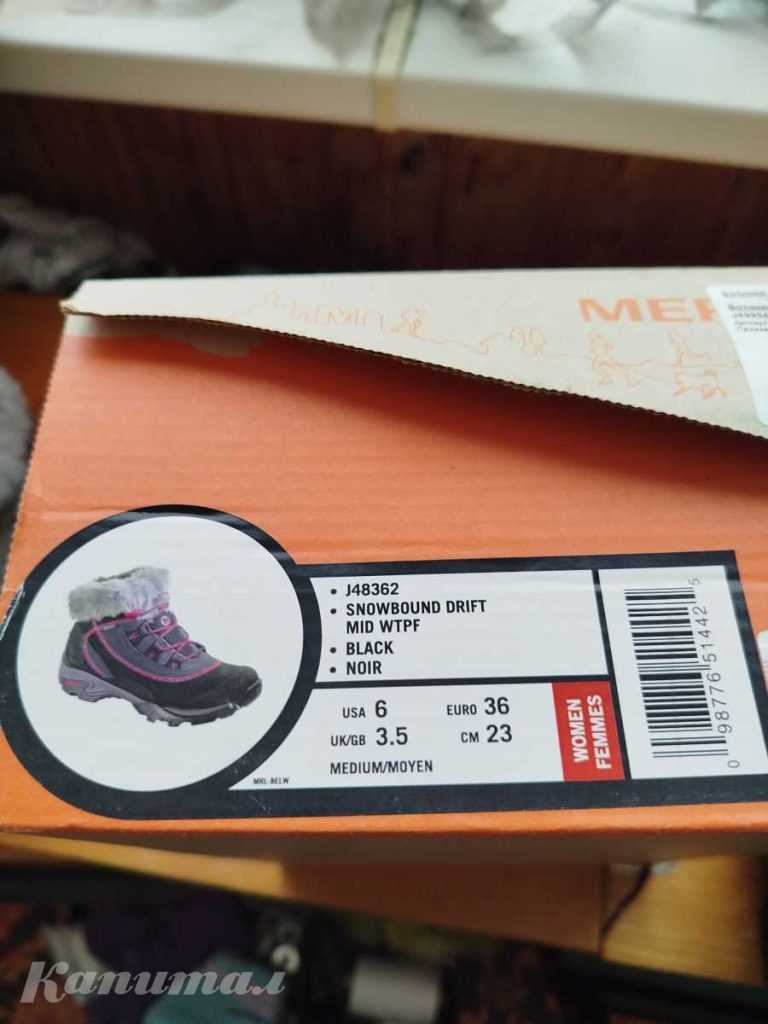 MER
• J48362
• SNOWBOUND DRIFT
MID WTPF
• BLACK
• NOIR
USA 6 EURO 36
UK/GB 3.5 CM 23
MEDIUM/MOYEN
WOMEN
FEMMES
MRL-BELW
0 98776 51442 5
Капитал